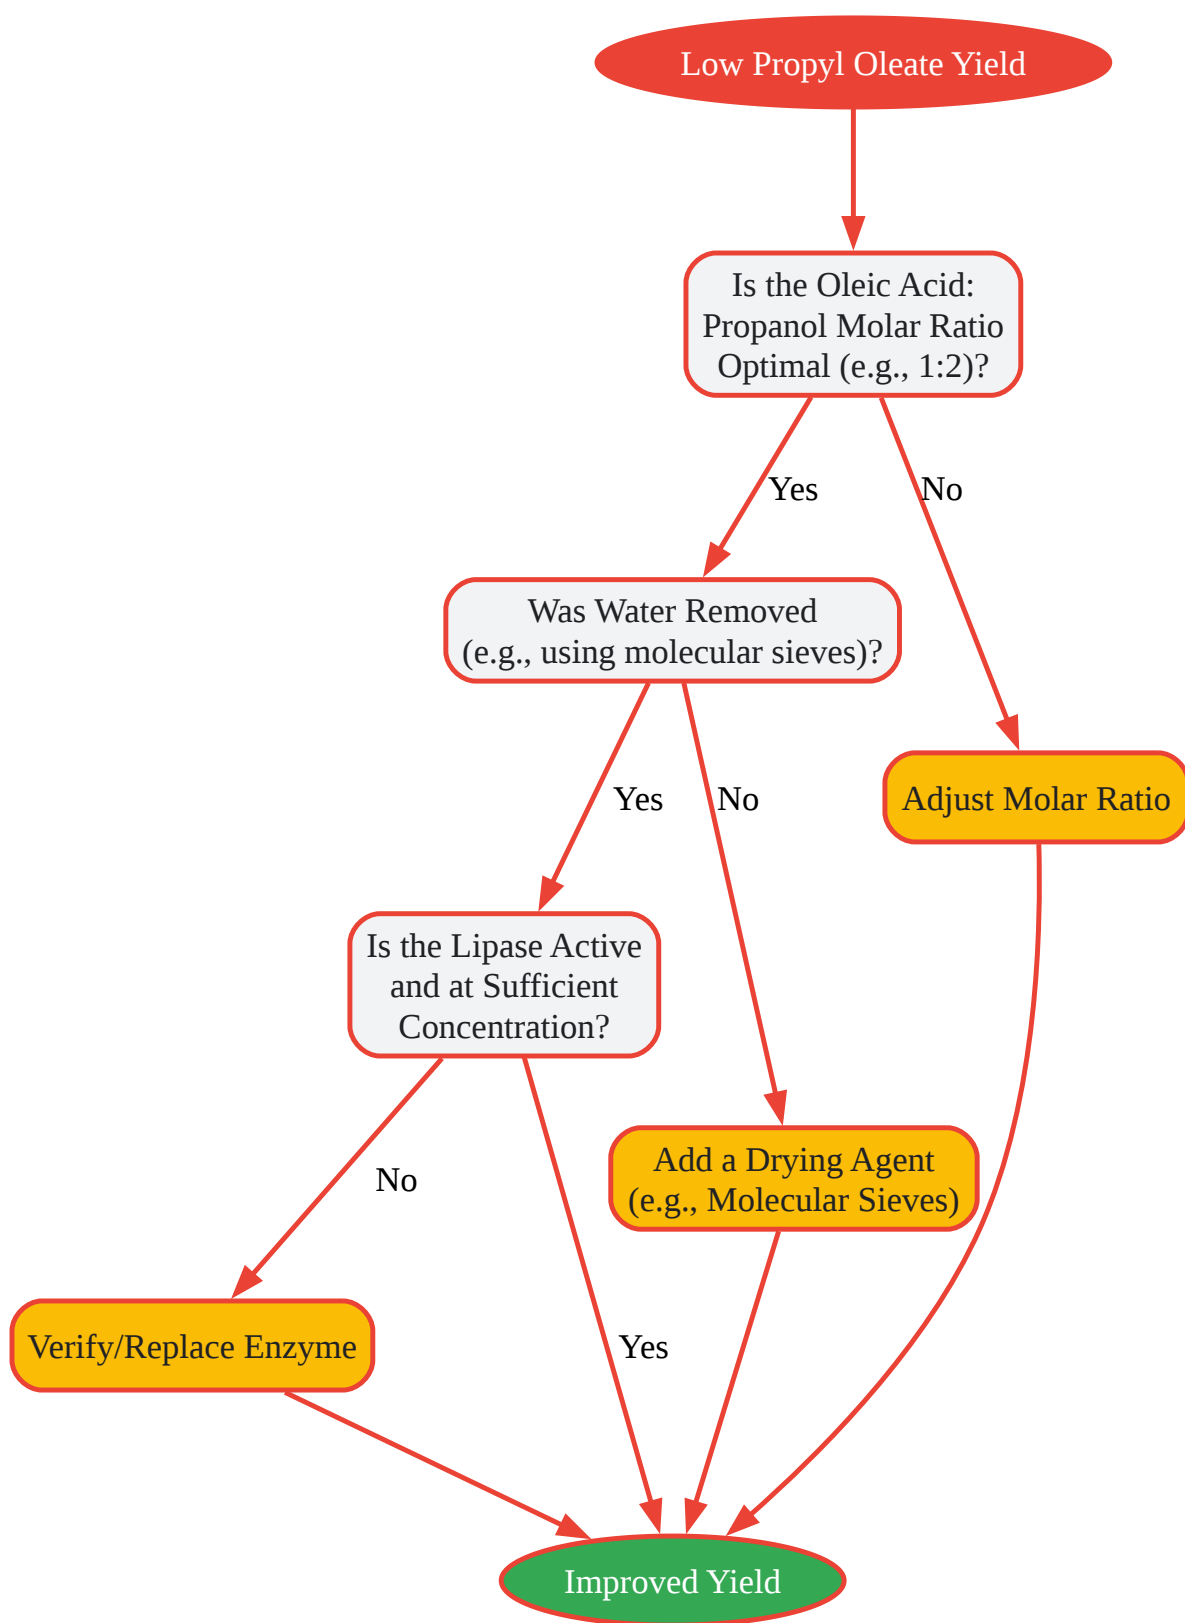 Low Propyl Oleate Yield
Is the Oleic Acid:
Propanol Molar Ratio
Optimal (e.g., 1:2)?
Yes
No
Was Water Removed
(e.g., using molecular sieves)?
Yes
No
Adjust Molar Ratio
Is the Lipase Active
and at Sufficient
Concentration?
No
Add a Drying Agent
(e.g., Molecular Sieves)
Verify/Replace Enzyme
Yes
Improved Yield